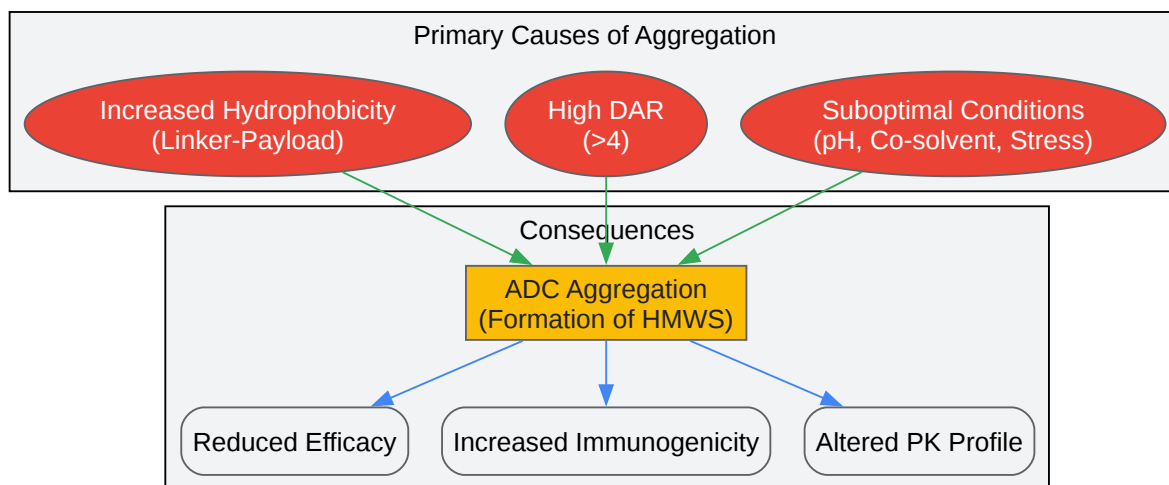 Primary Causes of Aggregation
Increased Hydrophobicity
(Linker-Payload)
High DAR
(>4)
Suboptimal Conditions
(pH, Co-solvent, Stress)
Consequences
ADC Aggregation
(Formation of HMWS)
Reduced Efficacy
Increased Immunogenicity
Altered PK Profile